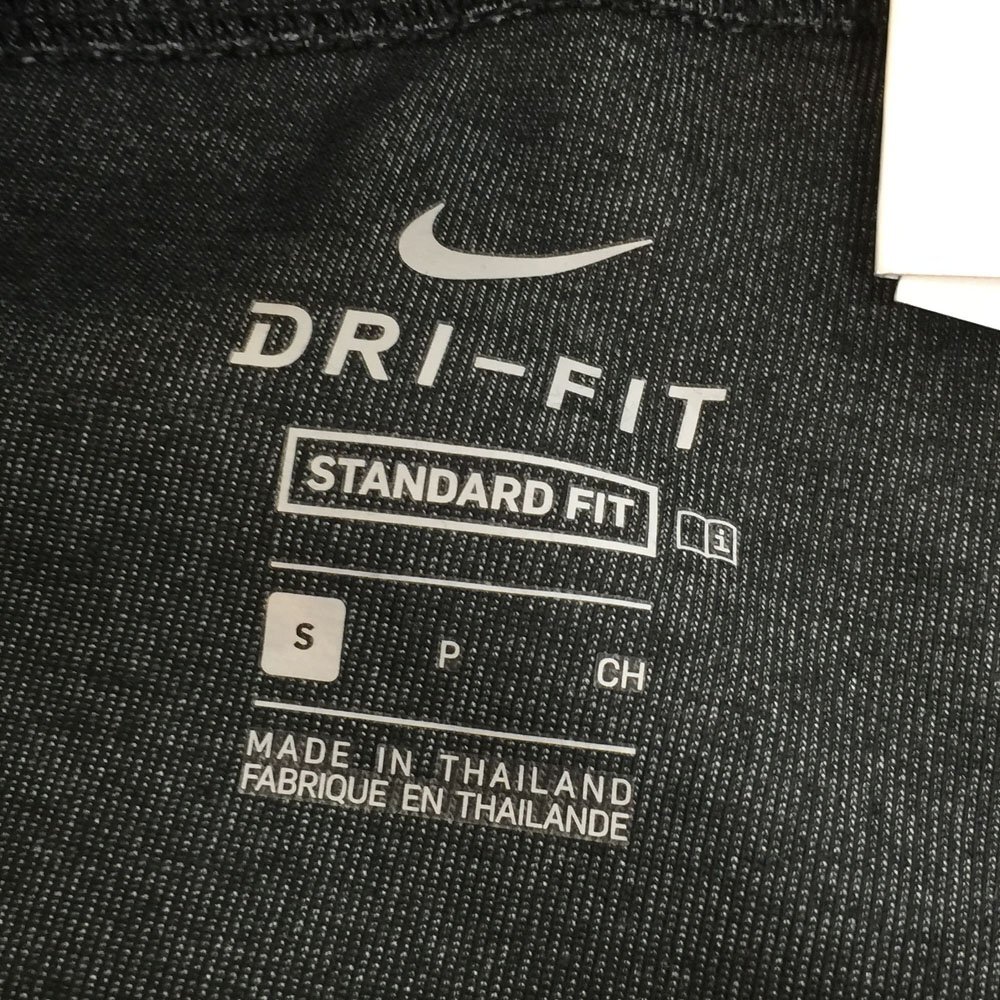 DRI-FIT
STANDARD FIT
i
S P CH
MADE IN THAILAND
FABRIQUE EN THAILANDE